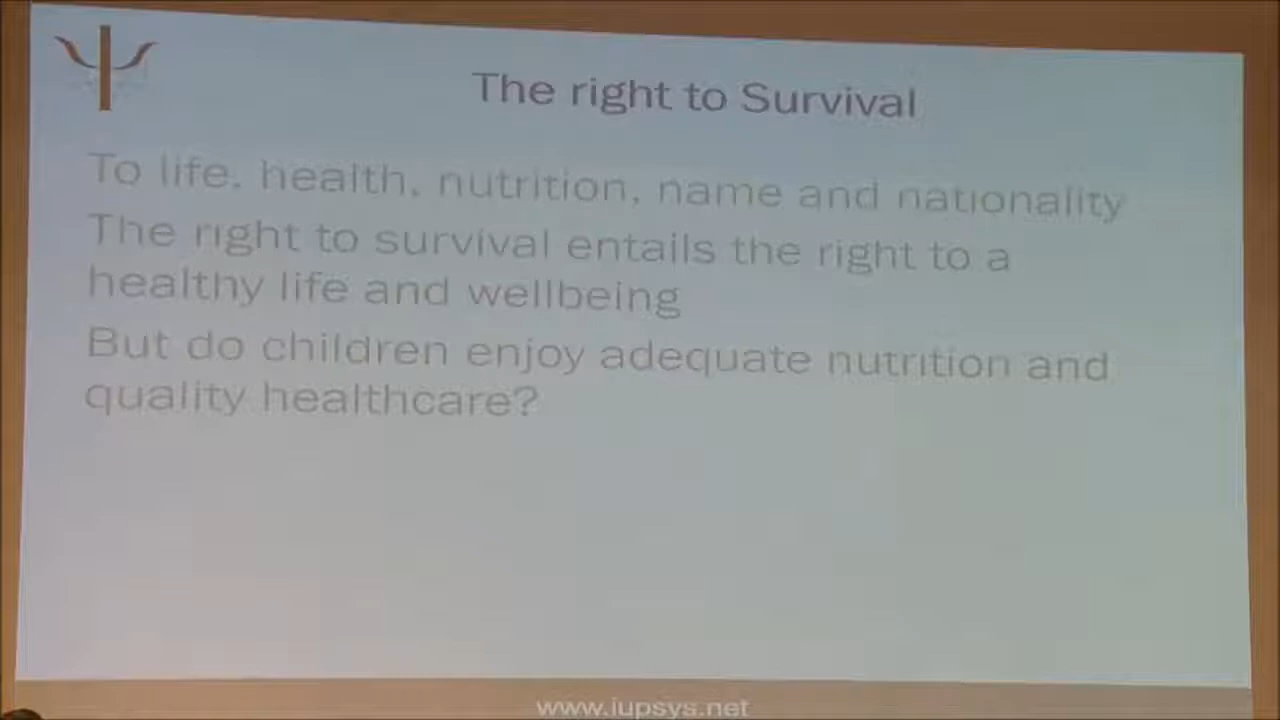 The right to Survival
To life, health, nutrition, name and nationality
The right to survival entails the right to a
healthy life and wellbeing
But do children enjoy adequate nutrition and
quality healthcare?
www.iupsys.net